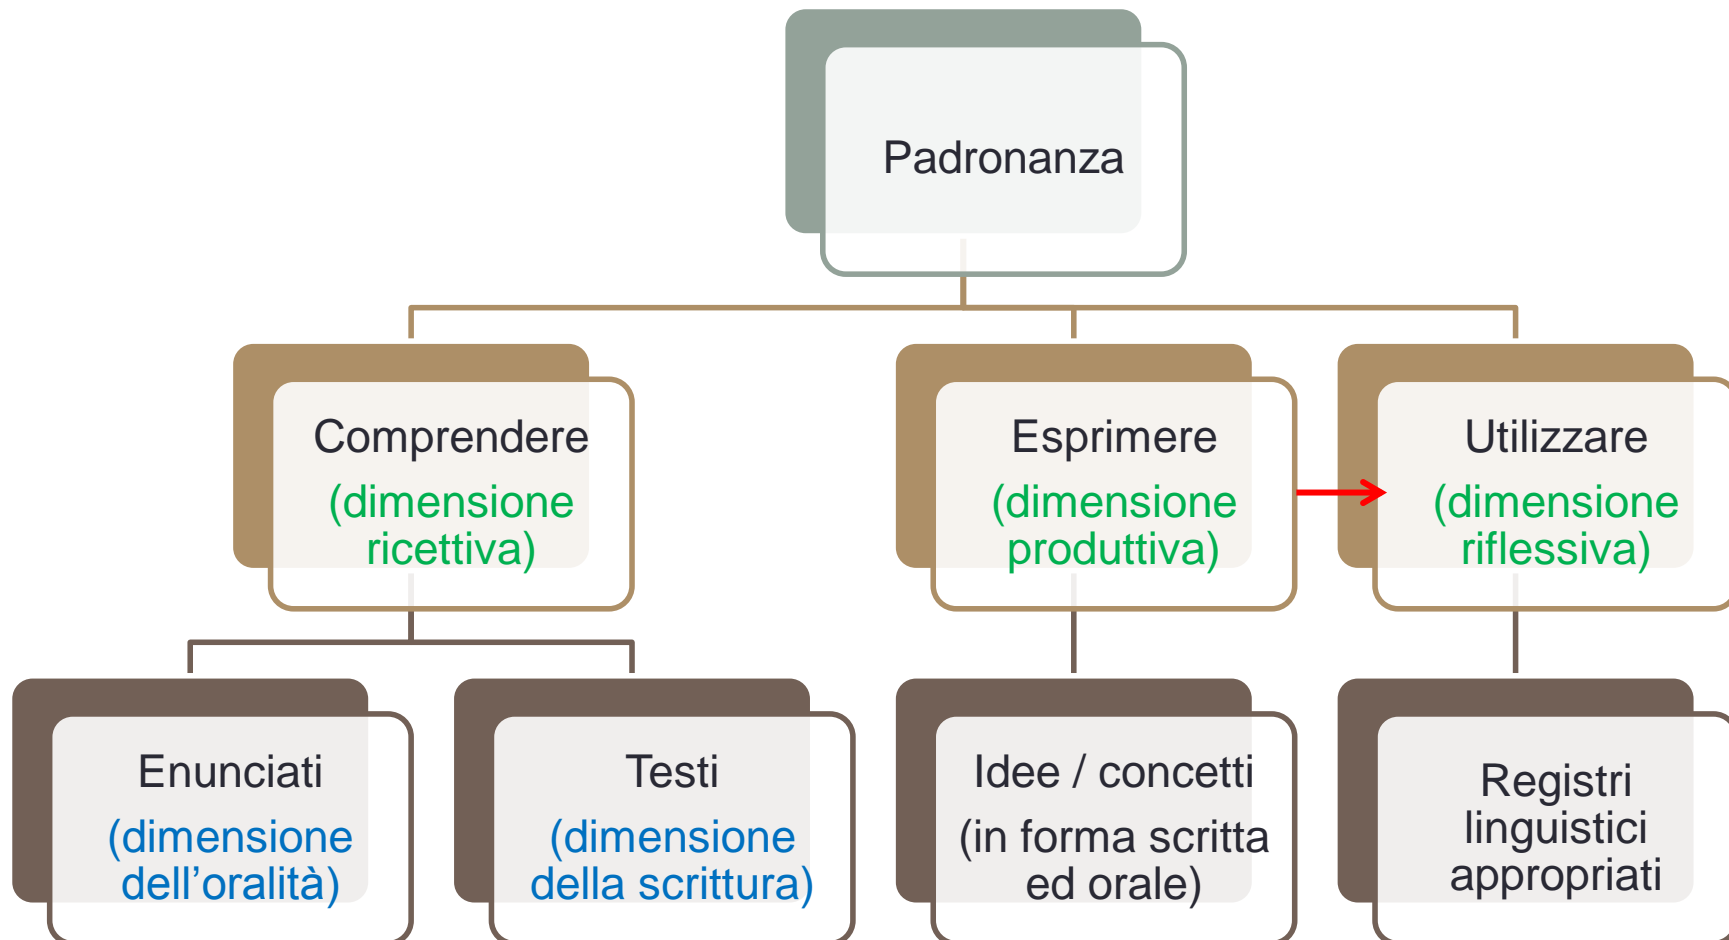 Padronanza
Comprendere
(dimensione
ricettiva)
Esprimere
(dimensione
produttiva)
Utilizzare
(dimensione
riflessiva)
Enunciati
(dimensione
dell’oralità)
Testi
(dimensione
della scrittura)
Idee / concetti
(in forma scritta
ed orale)
Registri
linguistici
appropriati